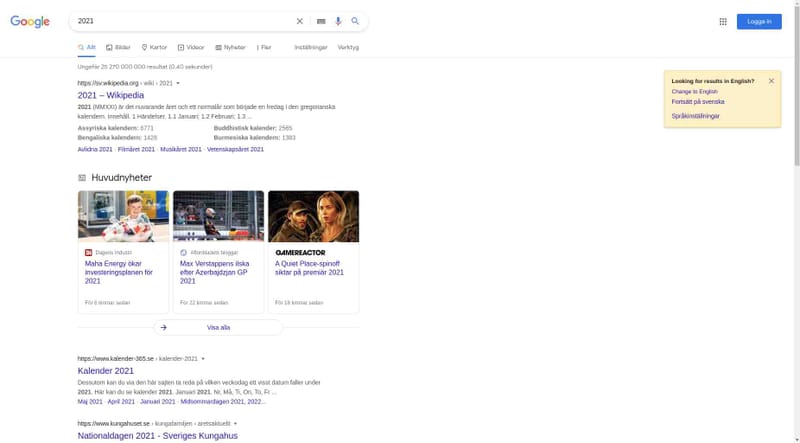 Google
2021
Logga in
Allt
Bilder
Kartor
Videor
Nyheter
Fler
Inställningar
Verktyg
Ungefär 25 270 000 000 resultat (0,40 sekunder)
https://sv.wikipedia.org › wiki › 2021
2021 – Wikipedia
2021 (MMXXI) är det nuvarande året och ett normalår som började en fredag i den gregorianska
kalendern. Innehåll. 1 Händelser. 1.1 Januari; 1.2 Februari; 1.3 ...
Assyriska kalendern: 6771
Buddhistisk kalender: 2565
Bengaliska kalendern: 1428
Burmesiska kalendern: 1383
Avlidna 2021 · Filmåret 2021 · Musikåret 2021 · Vetenskapsåret 2021
Looking for results in English?
Change to English
Fortsätt på svenska
Språkinställningar
Huvudnyheter
Di
Dagens industri
Maha Energy ökar
investeringsplanen för
2021
För 6 timmar sedan
Aftonbladets bloggar
Max Verstappens ilska
efter Azerbajdzjan GP
2021
För 22 timmar sedan
GAMEREACTOR
A Quiet Place-spinoff
siktar på premiär 2021
För 18 timmar sedan
Visa alla
https://www.kalender-365.se › kalender-2021
Kalender 2021
Dessutom kan du via den här sajten ta reda på vilken veckodag ett visst datum faller under
2021. Här kan du se kalender 2021. Januari 2021. Nr, Må, Ti, On, To, Fr ...
Maj 2021 · April 2021 · Januari 2021 · Midsommardagen 2021, 2022...
https://www.kungahuset.se › kungafamiljen › aretsaktuellt
Nationaldagen 2021 - Sveriges Kungahus